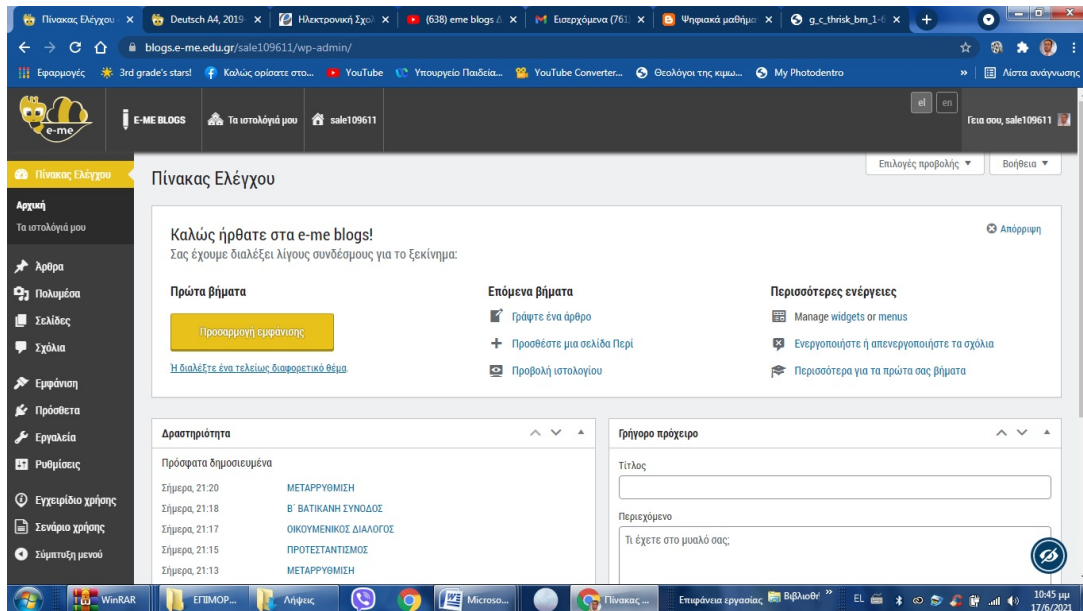 Πίνακας Ελέγχου
Deutsch A4, 2019-
Ηλεκτρονική Σχολ
(638) eme blogs
Εισερχόμενα (761
Ψηφιακά μαθήμα
g_c_thrisk_bm_1-6
blogs.e-me.edu.gr/sale109611/wp-admin/
Εφαρμογές
3rd grade's stars!
Καλώς ορίσατε στο...
YouTube
Υπουργείο Παιδεία...
YouTube Converter...
Θεολόγοι της κιμω...
My Photodentro
»
Λίστα ανάγνωσης
e-me
E-ME BLOGS
Τα ιστολόγιά μου
sale109611
el
en
Γεια σου, sale109611
Πίνακας Ελέγχου
Αρχική
Τα ιστολόγιά μου
Άρθρα
Πολυμέσα
Σελίδες
Σχόλια
Εμφάνιση
Πρόσθετα
Εργαλεία
Ρυθμίσεις
Εγχειρίδιο χρήσης
Σενάριο χρήσης
Σύμπτυξη μενού
Επιλογές προβολής
Βοήθεια
Πίνακας Ελέγχου
Καλώς ήρθατε στα e-me blogs!
Σας έχουμε διαλέξει λίγους συνδέσμους για το ξεκίνημα:
Απόρριψη
Πρώτα βήματα
Προσαρμογή εμφάνισης
Ή διαλέξτε ένα τελείως διαφορετικό θέμα.
Επόμενα βήματα
Γράψτε ένα άρθρο
Προσθέστε μια σελίδα Περί
Προβολή ιστολογίου
Περισσότερες ενέργειες
Manage widgets or menus
Ενεργοποιήστε ή απενεργοποιήστε τα σχόλια
Περισσότερα για τα πρώτα σας βήματα
Δραστηριότητα
Πρόσφατα δημοσιευμένα
Σήμερα, 21:20 ΜΕΤΑΡΡΥΘΜΙΣΗ
Σήμερα, 21:18 Β΄ ΒΑΤΙΚΑΝΗ ΣΥΝΟΔΟΣ
Σήμερα, 21:17 ΟΙΚΟΥΜΕΝΙΚΟΣ ΔΙΑΛΟΓΟΣ
Σήμερα, 21:15 ΠΡΟΤΕΣΤΑΝΤΙΣΜΟΣ
Σήμερα, 21:13 ΜΕΤΑΡΡΥΘΜΙΣΗ
Γρήγορο πρόχειρο
Τίτλος
Περιεχόμενο
Τι έχετε στο μυαλό σας;
WinRAR
ΕΠΙΜΟΡ...
Λήψεις
Microso...
Πίνακας ...
Επιφάνεια εργασίας
Βιβλιοθ
»
EL
10:45 μμ
17/6/2021